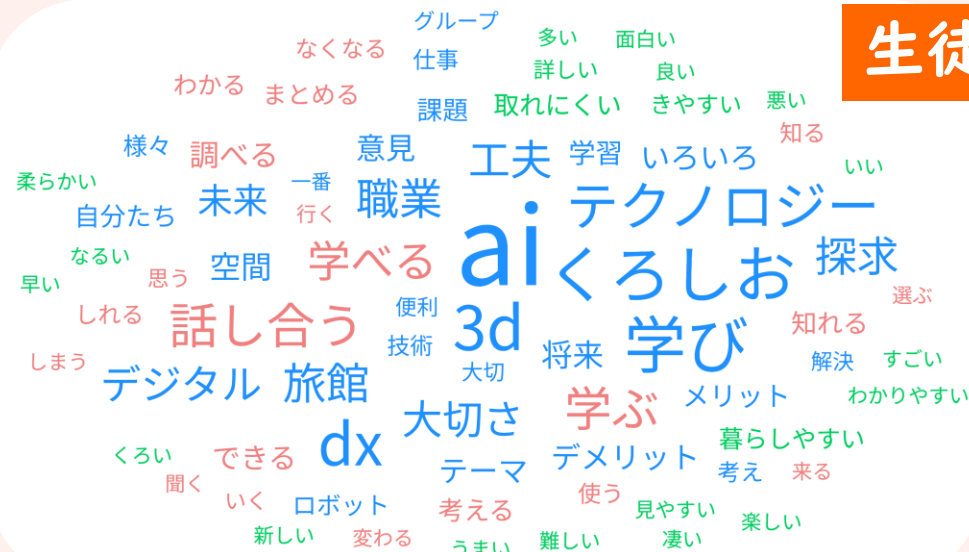 グループ
多い 面白い
生徒
なくなる 仕事
詳しい 良い
わかる まとめる
課題 取れにくい きやすい 悪い
知る
様々 調べる 意見 工夫 学習 いろいろ
いい
柔らかい 未来 一番 職業 テクノロジー
自分たち 行く
ai
なるい 空間 学べる くろしお 探求
早い 思う
しれる 話し合う 便利 3d 学び 知れる 選ぶ
技術 将来
しまう 大切 解決 すごい
デジタル 旅館 メリット わかりやすい
大切さ 学ぶ
dx 暮らしやすい
くろい できる テーマ デメリット 考え 来る
聞く いく ロボット 考える 使う 見やすい 楽しい
新しい 変わる うまい 難しい 凄い